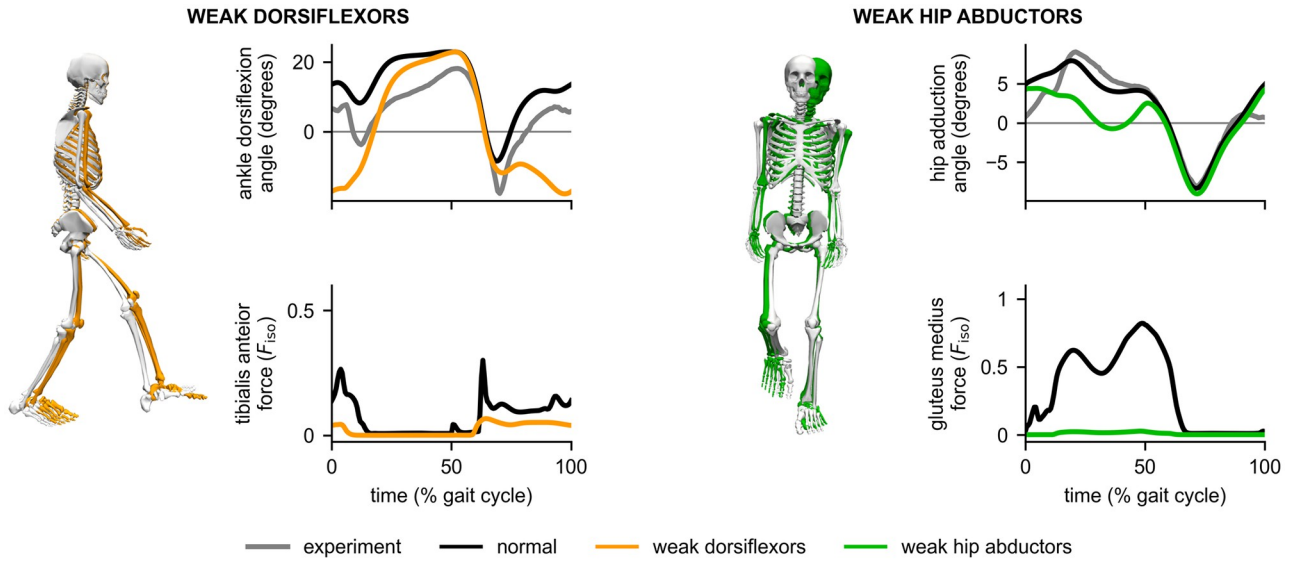 WEAK DORSIFLEXORS
WEAK HIP ABDUCTORS
ankle dorsiflexion
angle (degrees)
20
0
hip adduction
angle (degrees)
5
0
−5
tibialis anteior
force (Fiso)
0.5
0
0
50
100
time (% gait cycle)
gluteus medius
force (Fiso)
1
0.5
0
0
50
100
time (% gait cycle)
experiment
normal
weak dorsiflexors
weak hip abductors